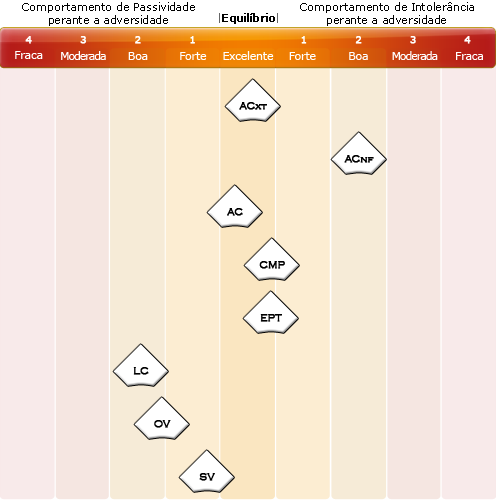 Comportamento de Passividade
perante a adversidade
|Equilíbrio|
Comportamento de Intolerância
perante a adversidade
4 3 2 1 1 2 3 4
Fraca Moderada Boa Forte Excelente Forte Boa Moderada Fraca
ACXT
ACNF
AC
CMP
EPT
LC
OV
SV